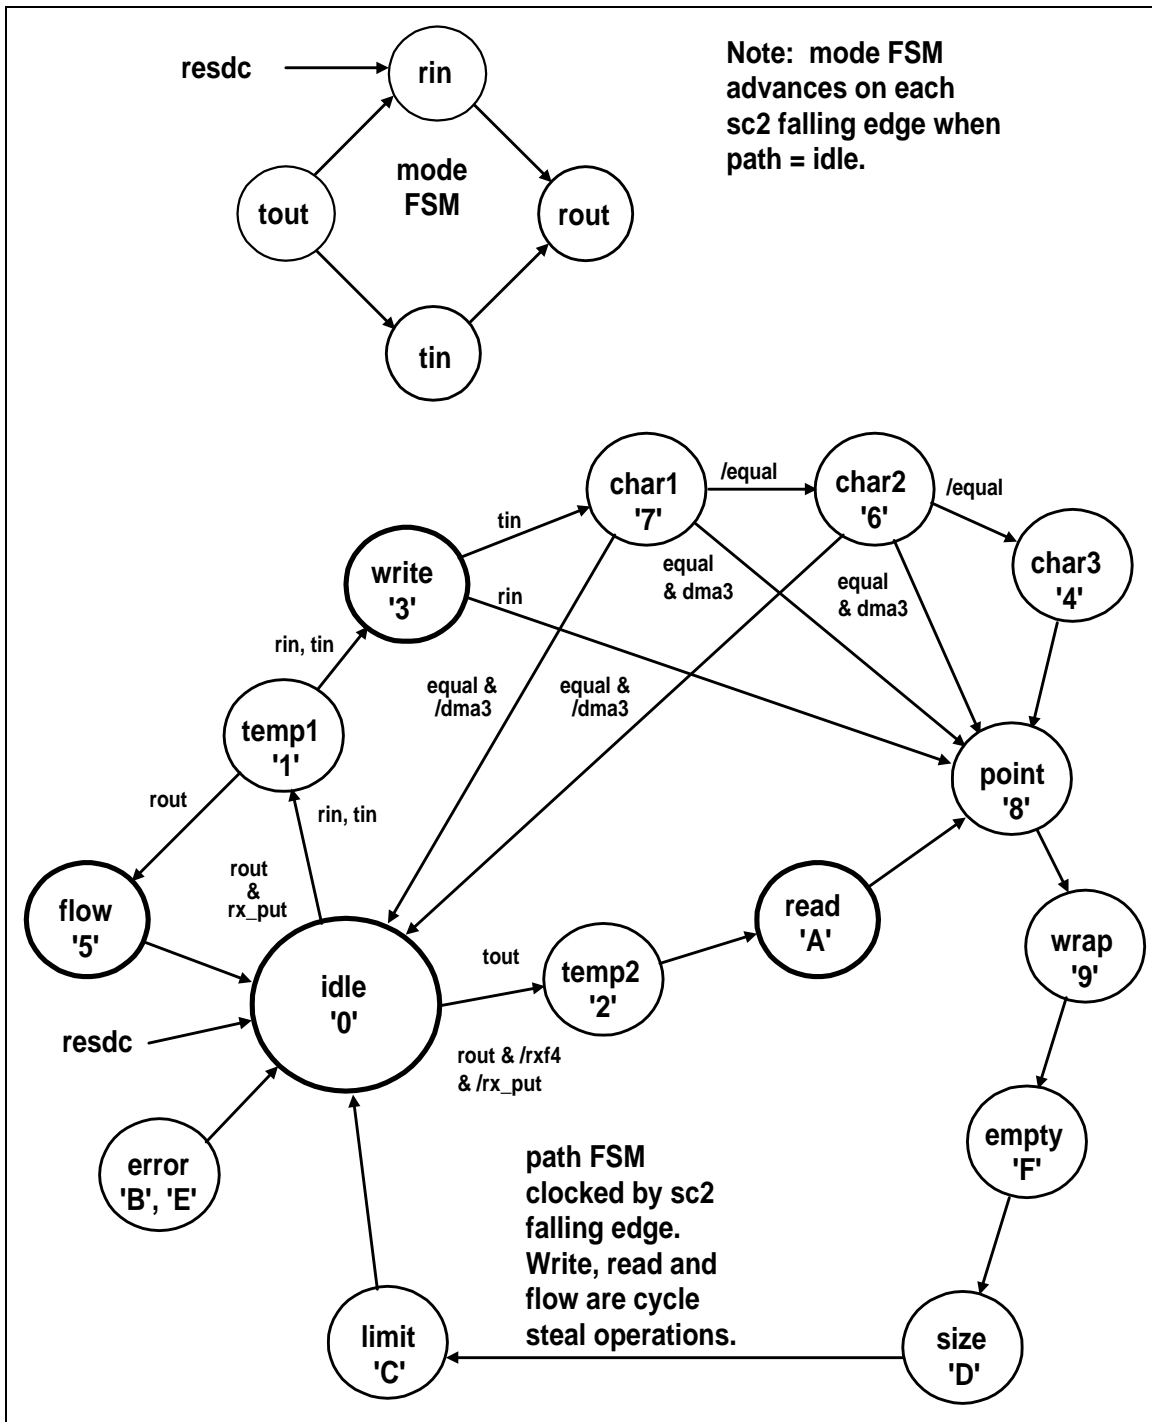 resdc
rin
Note: mode FSM
advances on each
sc2 falling edge when
path = idle.
mode
FSM
tout
rout
tin
char1
'7'
/equal
char2
'6'
/equal
char3
'4'
tin
write
'3'
rin
equal
& dma3
equal
& dma3
rin, tin
equal &
/dma3
equal &
/dma3
temp1
'1'
point
'8'
rout
rin, tin
rout
&
rx_put
flow
'5'
read
'A'
wrap
'9'
tout
temp2
'2'
idle
'0'
resdc
rout & /rxf4
& /rx_put
error
'B', 'E'
empty
'F'
path FSM
clocked by sc2
falling edge.
Write, read and
flow are cycle
steal operations.
limit
'C'
size
'D'